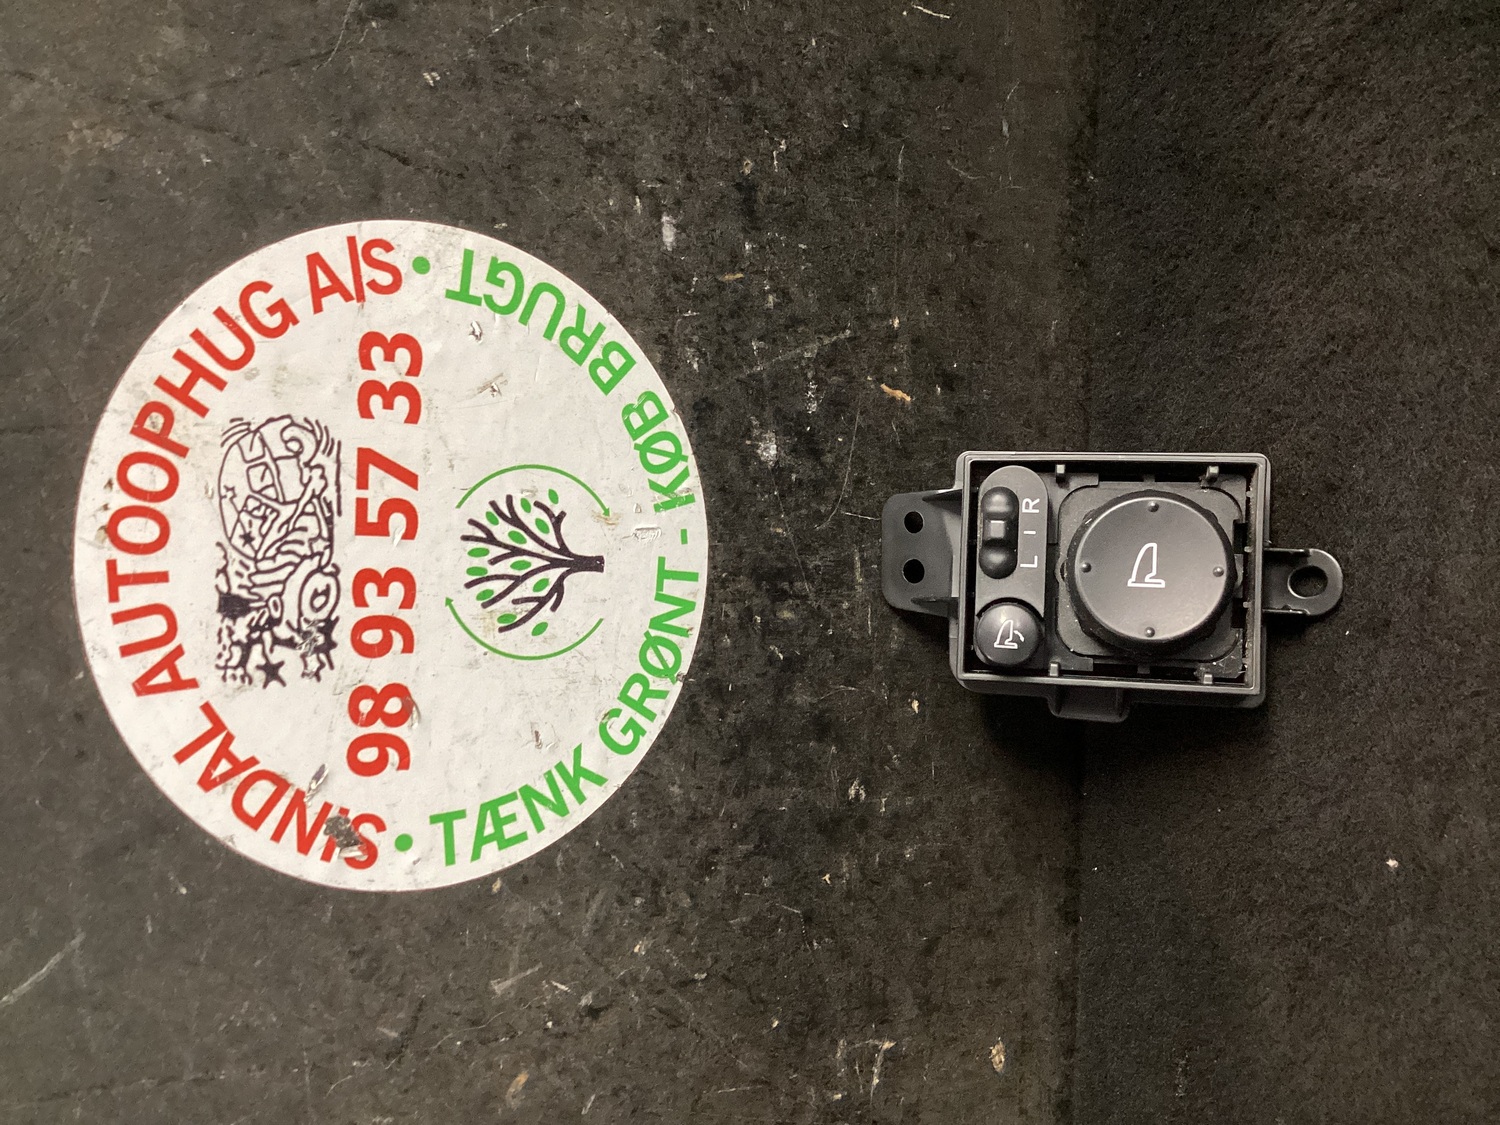 SINDAL AUTOOPHUG A/S
98 93 57 33
TÆNK GRØNT - KØB BRUGT
L I R